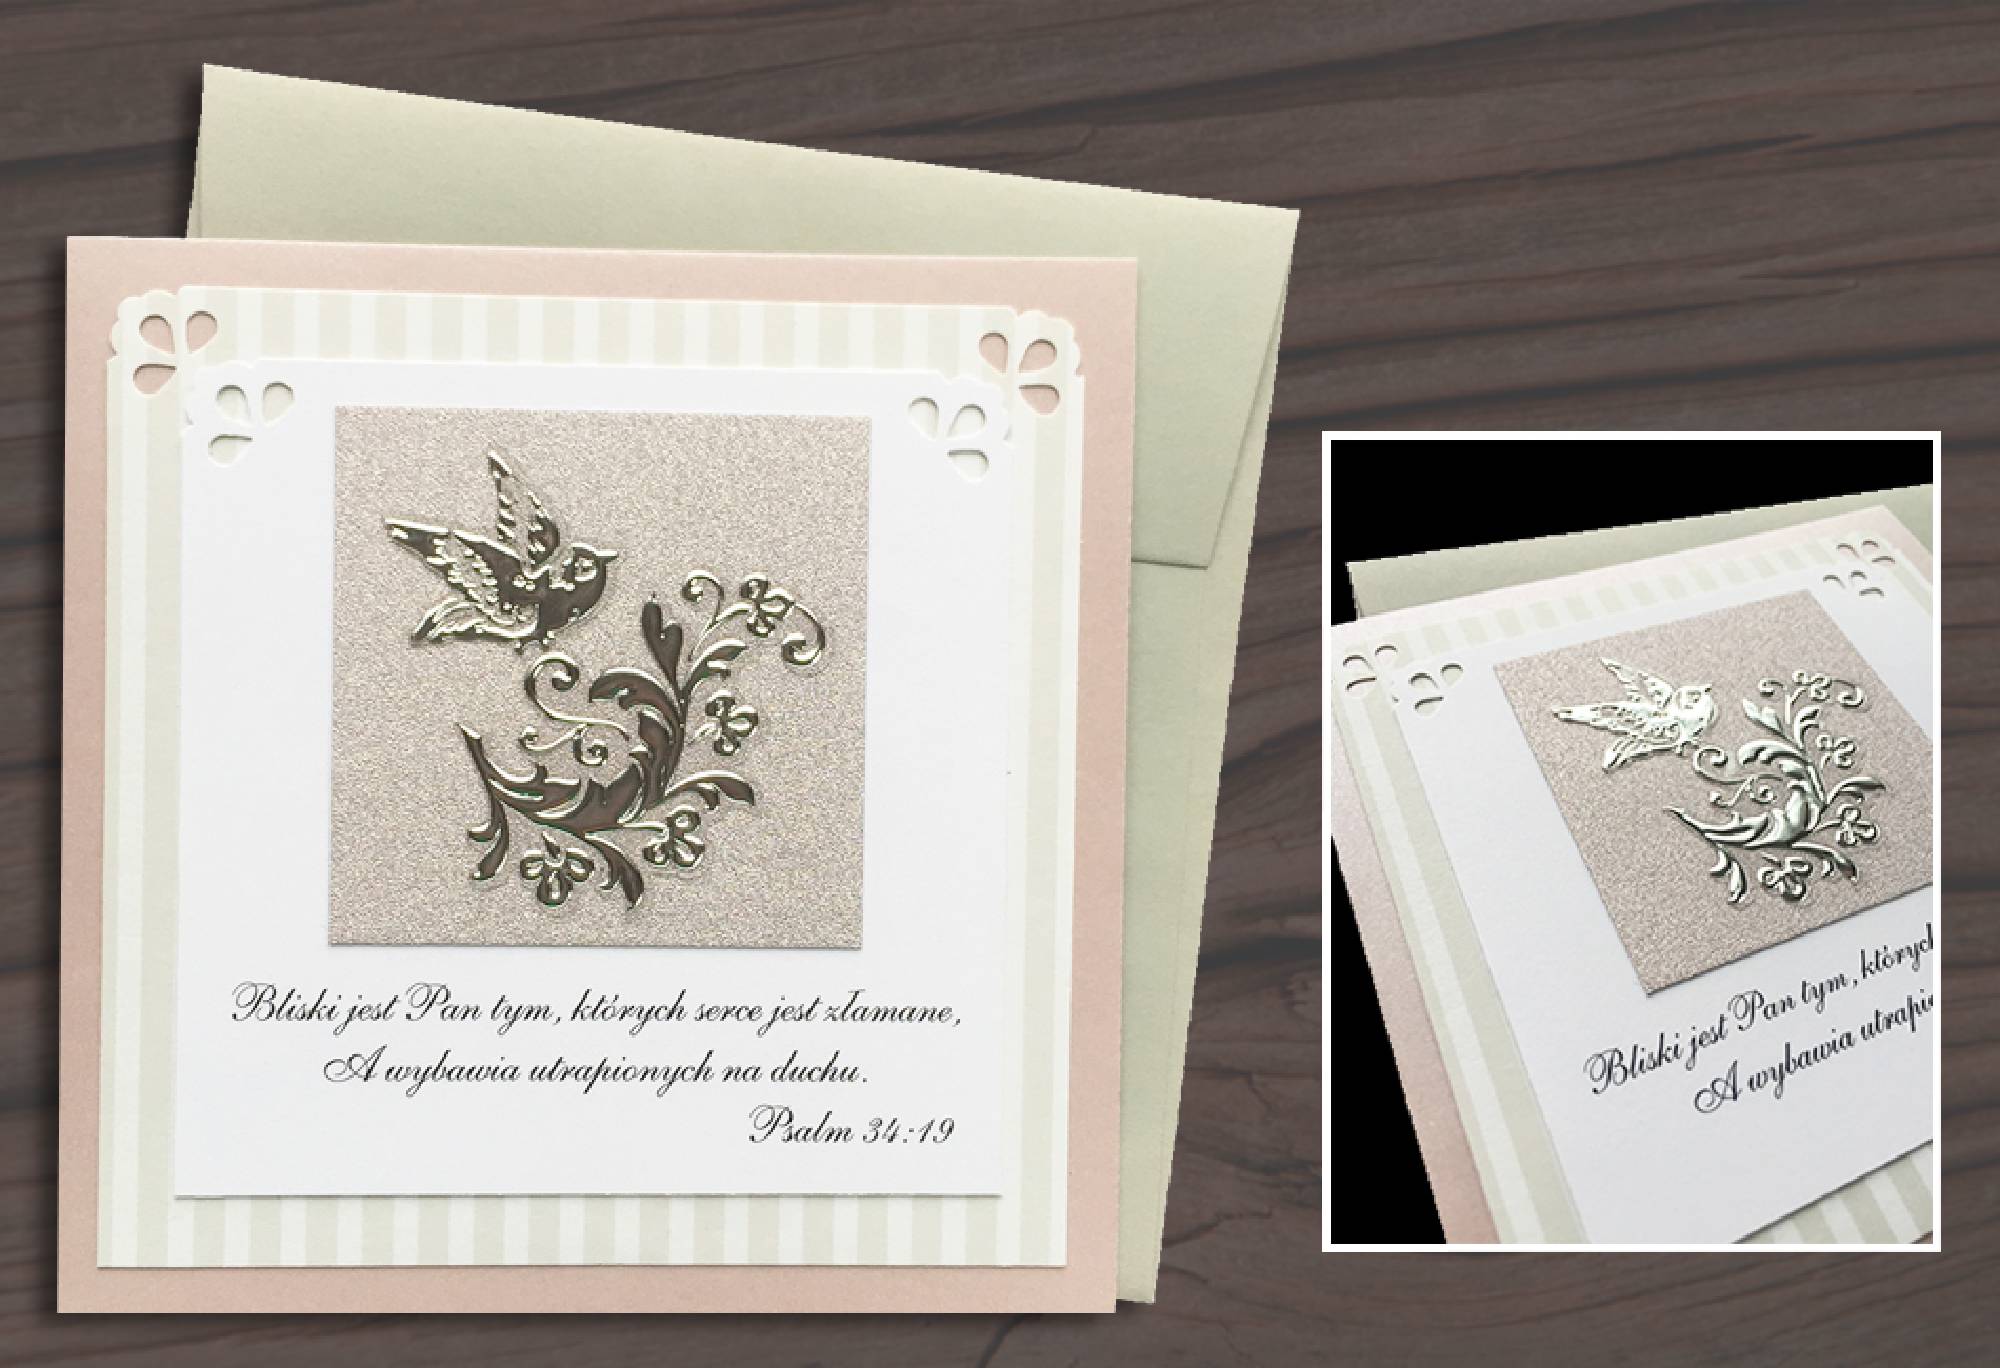 Bliski jest Pan tym, których serce jest złamane,
A wybawia utrapionych na duchu.
Psalm 34:19
Bliski jest Pan tym, których
A wybawia utrapio